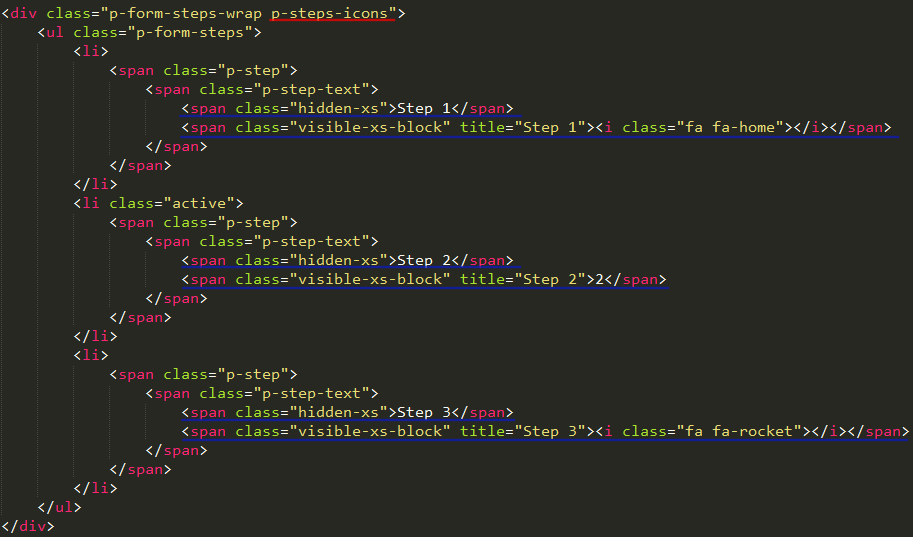 <div class="p-form-steps-wrap p-steps-icons">
    <ul class="p-form-steps">
        <li>
            <span class="p-step">
                <span class="p-step-text">
                    <span class="hidden-xs">Step 1</span>
                    <span class="visible-xs-block" title="Step 1"><i class="fa fa-home"></i></span>
                </span>
            </span>
        </li>
        <li class="active">
            <span class="p-step">
                <span class="p-step-text">
                    <span class="hidden-xs">Step 2</span>
                    <span class="visible-xs-block" title="Step 2">2</span>
                </span>
            </span>
        </li>
        <li>
            <span class="p-step">
                <span class="p-step-text">
                    <span class="hidden-xs">Step 3</span>
                    <span class="visible-xs-block" title="Step 3"><i class="fa fa-rocket"></i></span>
                </span>
            </span>
        </li>
    </ul>
</div>